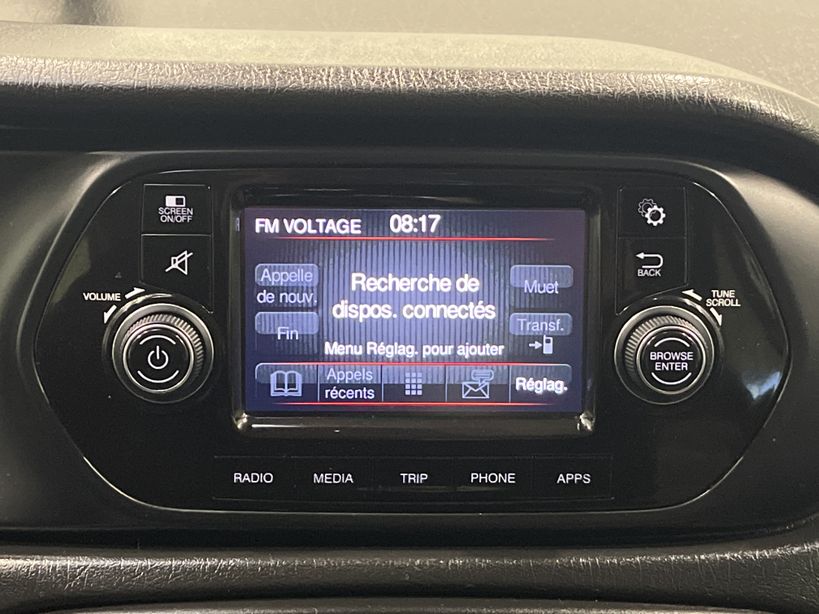 SCREEN
ON/OFF
VOLUME
FM VOLTAGE 08:17
Appelle
de nouv.
Recherche de
dispos. connectés
Muet
Fin
Transf.
Menu Réglag. pour ajouter
Appels
récents
Réglag.
BACK
TUNE
SCROLL
BROWSE
ENTER
RADIO MEDIA TRIP PHONE APPS